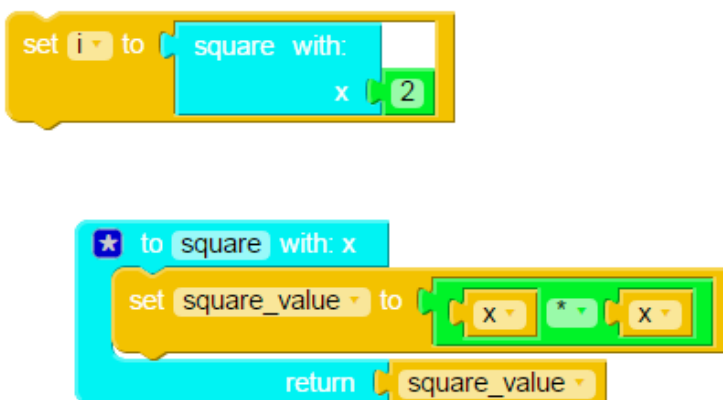 set i to square with:
x 2
to square with: x
set square_value to x * x
return square_value